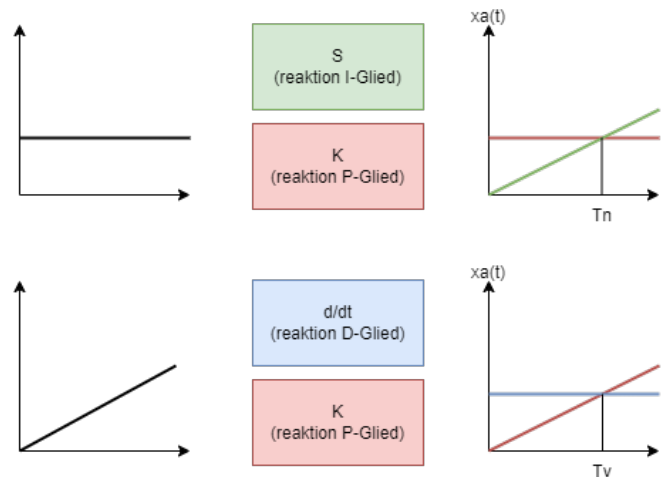 xa(t)
S
(reaktion I-Glied)
K
(reaktion P-Glied)
Tn
xa(t)
d/dt
(reaktion D-Glied)
K
(reaktion P-Glied)
Tv